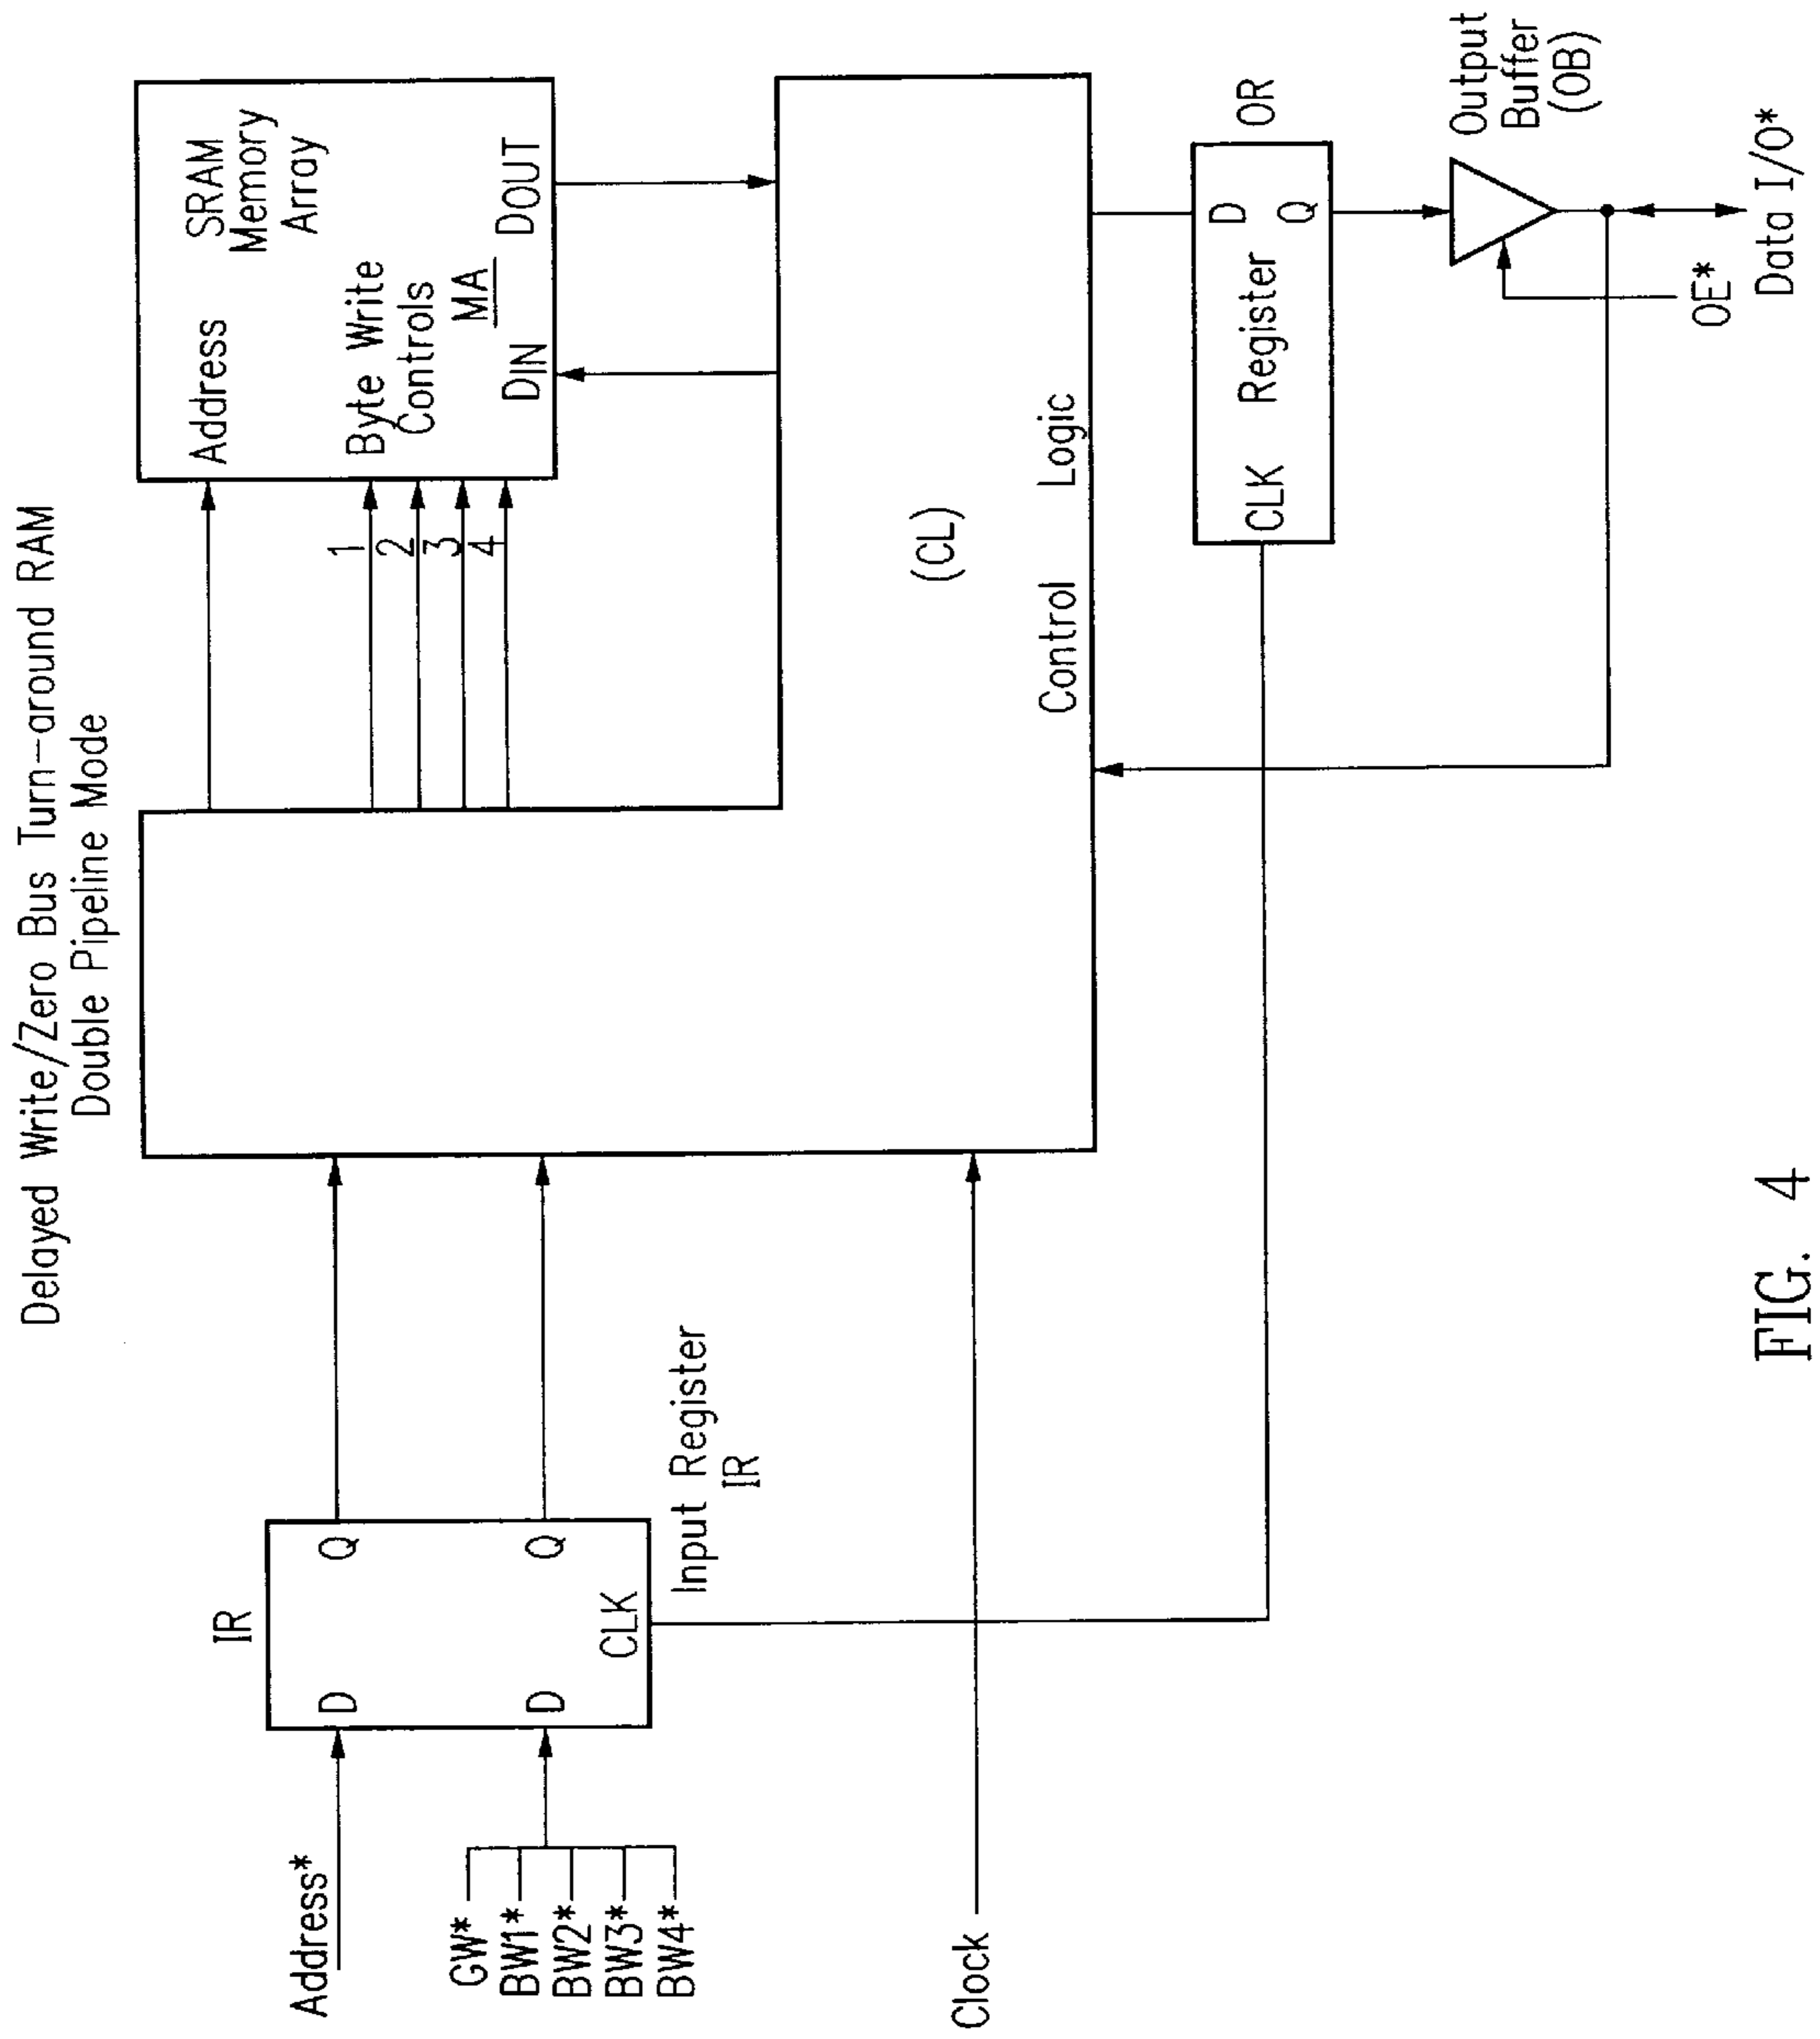 Delayed Write/Zero Bus Turn-around RAM
Double Pipeline Mode
Address*
GW*
BW1*
BW2*
BW3*
BW4*
Clock
IR
D
Q
D
Q
CLK
Input Register
IR
1
2
3
4
SRAM
Memory
Array
Address
Byte Write
Controls
MA
DIN
DOUT
(CL)
Control Logic
OR
D
Q
CLK Register
Output
Buffer
(OB)
OE*
Data I/O*
FIG. 4